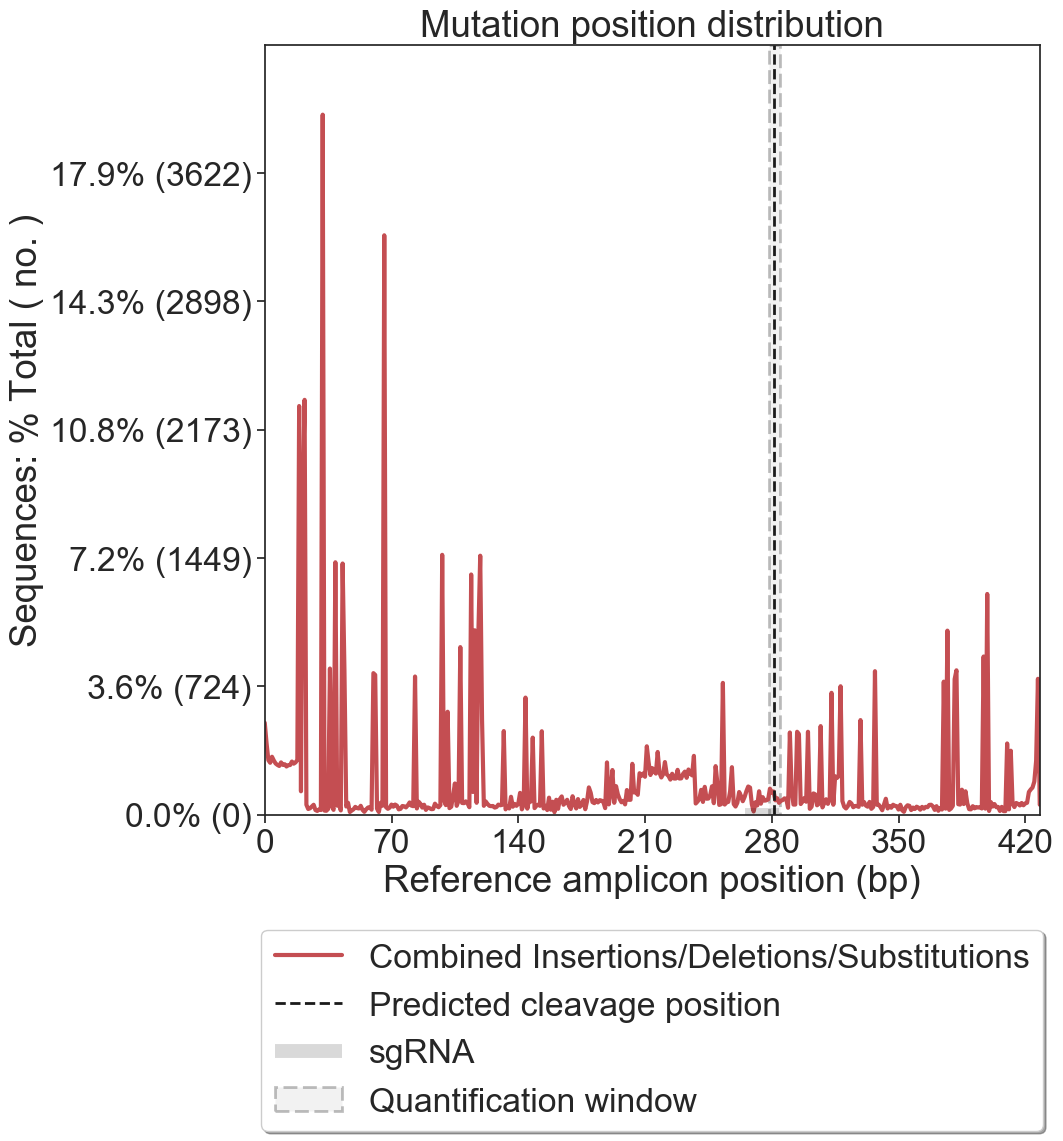 Mutation position distribution
Sequences: % Total ( no. )
17.9% (3622)
14.3% (2898)
10.8% (2173)
7.2% (1449)
3.6% (724)
0.0% (0)
0 70 140 210 280 350 420
Reference amplicon position (bp)
Combined Insertions/Deletions/Substitutions
Predicted cleavage position
sgRNA
Quantification window